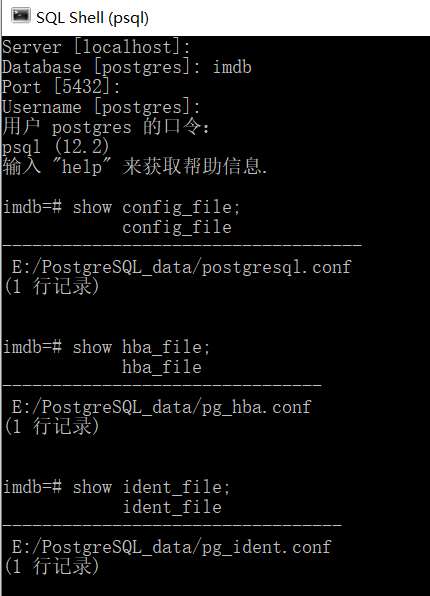 SQL Shell (psql)
Server [localhost]:
Database [postgres]: imdb
Port [5432]:
Username [postgres]:
用户 postgres 的口令：
psql (12.2)
输入 "help" 来获取帮助信息.
imdb=# show config_file;
config_file
------------------------------------
E:/PostgreSQL_data/postgresql.conf
(1 行记录)
imdb=# show hba_file;
hba_file
--------------------------------
E:/PostgreSQL_data/pg_hba.conf
(1 行记录)
imdb=# show ident_file;
ident_file
----------------------------------
E:/PostgreSQL_data/pg_ident.conf
(1 行记录)